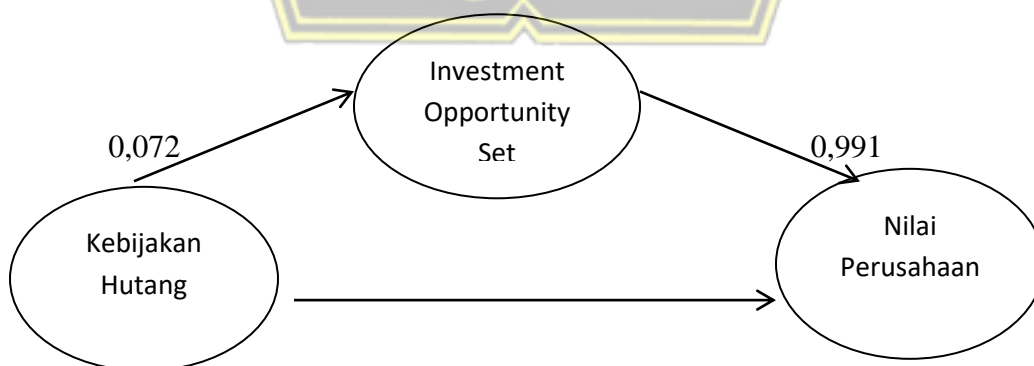 Investment
Opportunity
Set
0,072
0,991
Kebijakan
Hutang
Nilai
Perusahaan